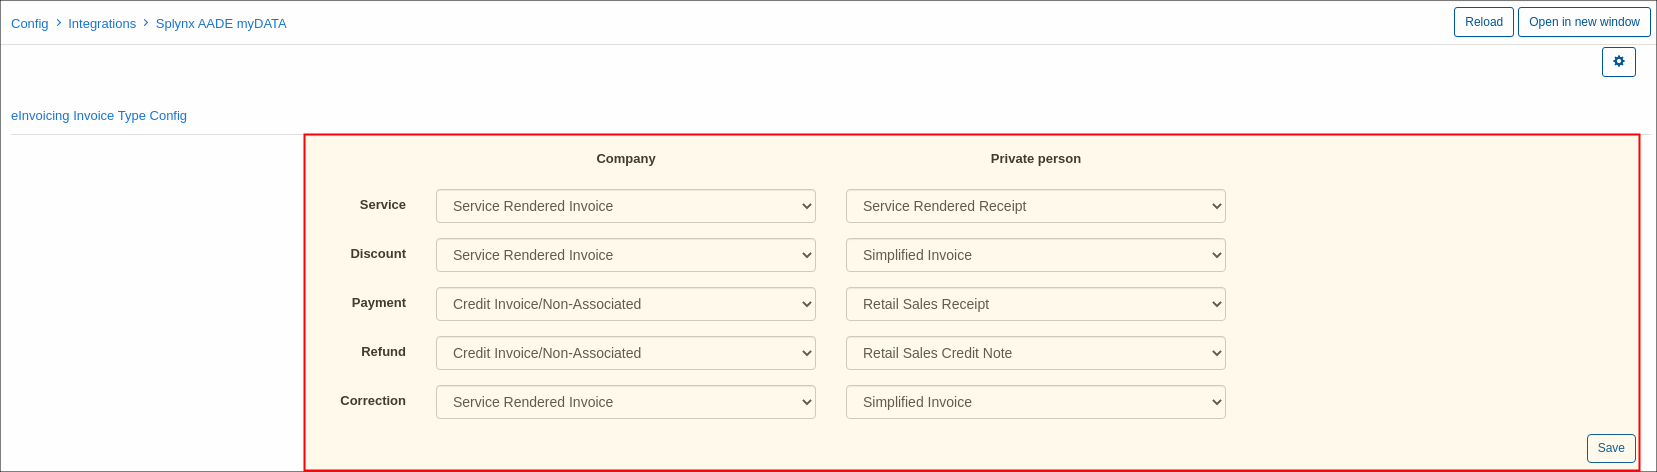 Config > Integrations > Splynx AADE myDATA Reload Open in new window
eInvoicing Invoice Type Config
Company Private person
Service Service Rendered Invoice Service Rendered Receipt
Discount Service Rendered Invoice Simplified Invoice
Payment Credit Invoice/Non-Associated Retail Sales Receipt
Refund Credit Invoice/Non-Associated Retail Sales Credit Note
Correction Service Rendered Invoice Simplified Invoice
Save